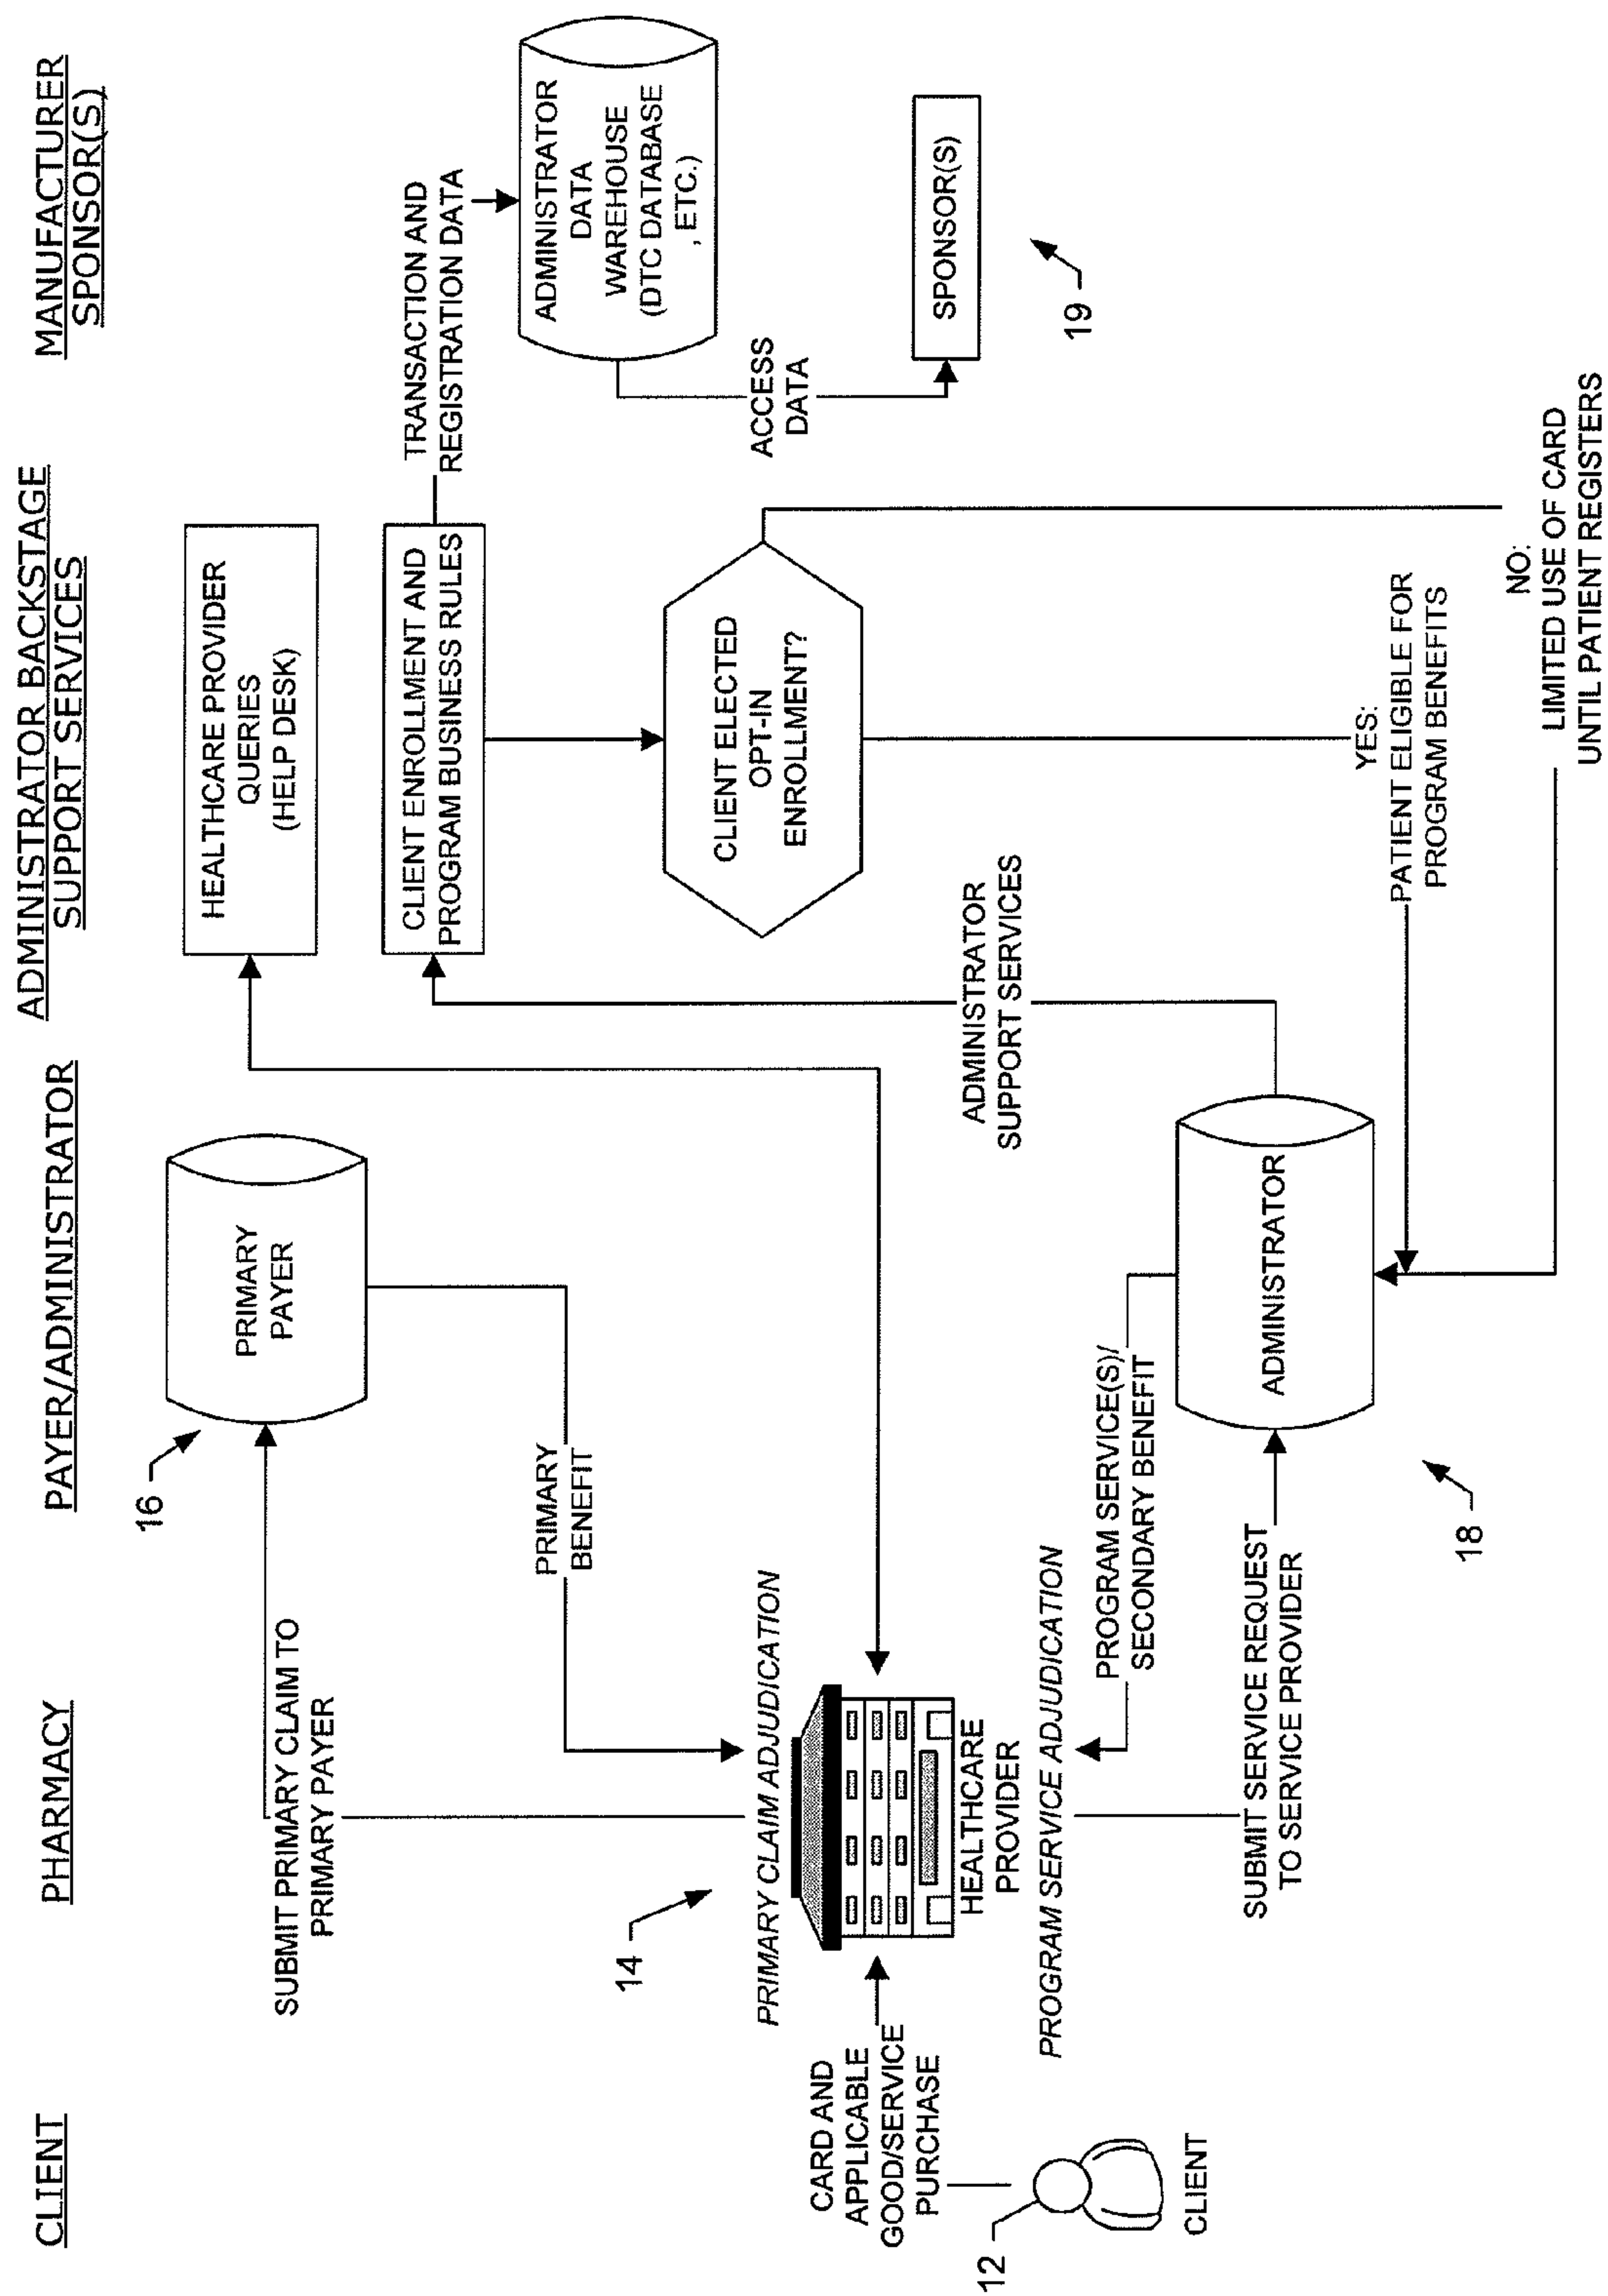 CLIENT
PHARMACY
PAYER/ADMINISTRATOR
ADMINISTRATOR BACKSTAGE
SUPPORT SERVICES
MANUFACTURER
SPONSOR(S)
16
SUBMIT PRIMARY CLAIM TO
PRIMARY PAYER
PRIMARY
PAYER
PRIMARY
BENEFIT
HEALTHCARE PROVIDER
QUERIES
(HELP DESK)
CLIENT ENROLLMENT AND
PROGRAM BUSINESS RULES
TRANSACTION AND
REGISTRATION DATA
ADMINISTRATOR
DATA
WAREHOUSE
(DTC DATABASE
, ETC.)
ACCESS
DATA
SPONSOR(S)
19
CLIENT ELECTED
OPT-IN
ENROLLMENT?
14
PRIMARY CLAIM ADJUDICATION
CARD AND
APPLICABLE
GOOD/SERVICE
PURCHASE
HEALTHCARE
PROVIDER
12
CLIENT
PROGRAM SERVICE ADJUDICATION
PROGRAM SERVICE(S)/
SECONDARY BENEFIT
ADMINISTRATOR
SUPPORT SERVICES
SUBMIT SERVICE REQUEST
TO SERVICE PROVIDER
ADMINISTRATOR
18
YES:
PATIENT ELIGIBLE FOR
PROGRAM BENEFITS
NO:
LIMITED USE OF CARD
UNTIL PATIENT REGISTERS